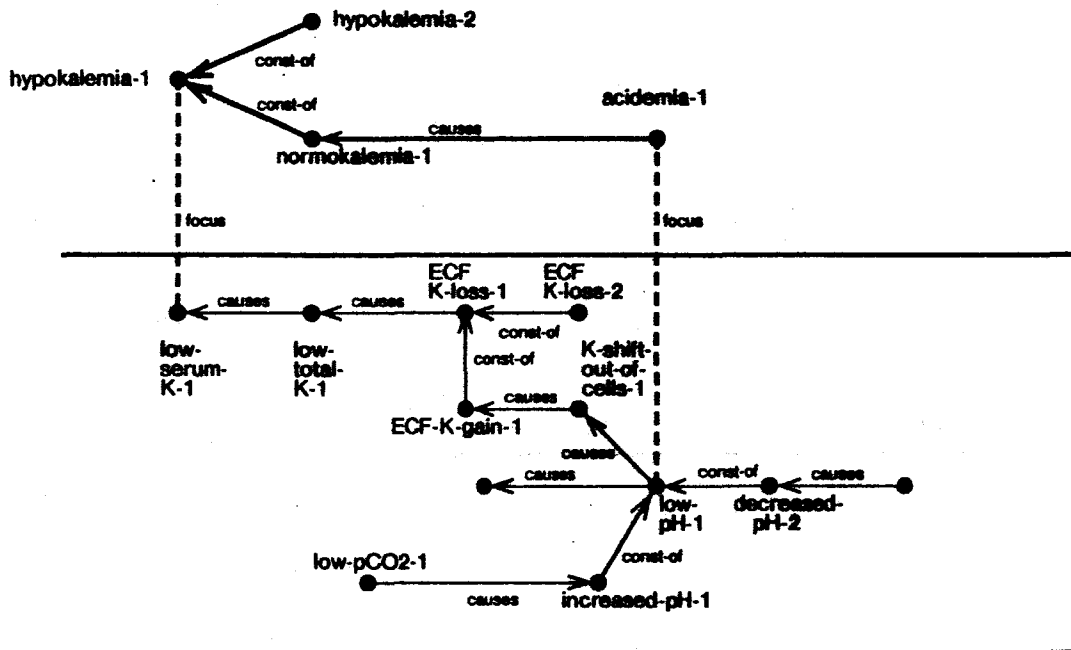 hypokalemia-2
const-of
hypokalemia-1
acidemia-1
const-of
causes
normokalemia-1
focus
focus
ECF
K-loss-1
ECF
K-loss-2
causes
causes
const-of
low-
serum-
K-1
low-
total-
K-1
const-of
K-shift-
out-of-
cells-1
causes
ECF-K-gain-1
causes
causes
const-of
causes
low-
pH-1
decreased-
pH-2
low-pCO2-1
const-of
causes
increased-pH-1